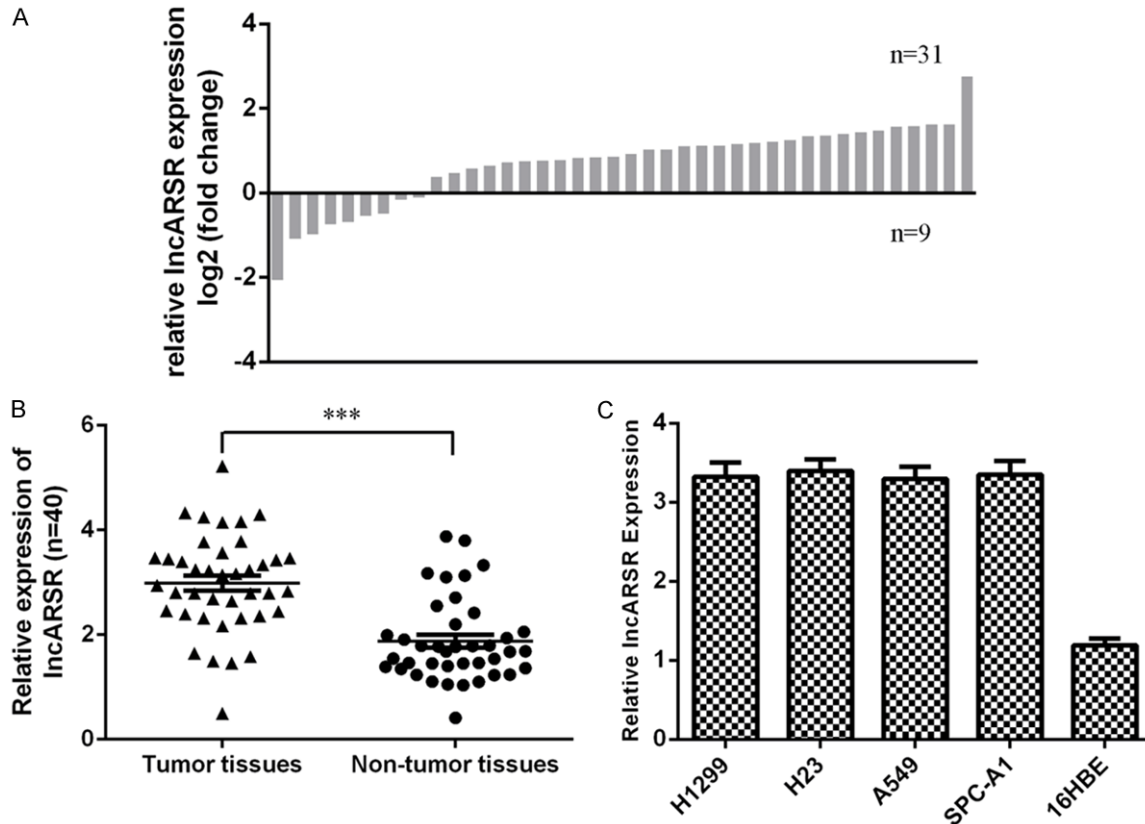 A
relative lncARSR expression
log2 (fold change)
4
2
0
-2
-4
n=31
n=9
B
Relative expression of
lncARSR (n=40)
6
4
2
0
***
Tumor tissues
Non-tumor tissues
C
Relative lncARSR Expression
4
3
2
1
0
H1299
H23
A549
SPC-A1
16HBE